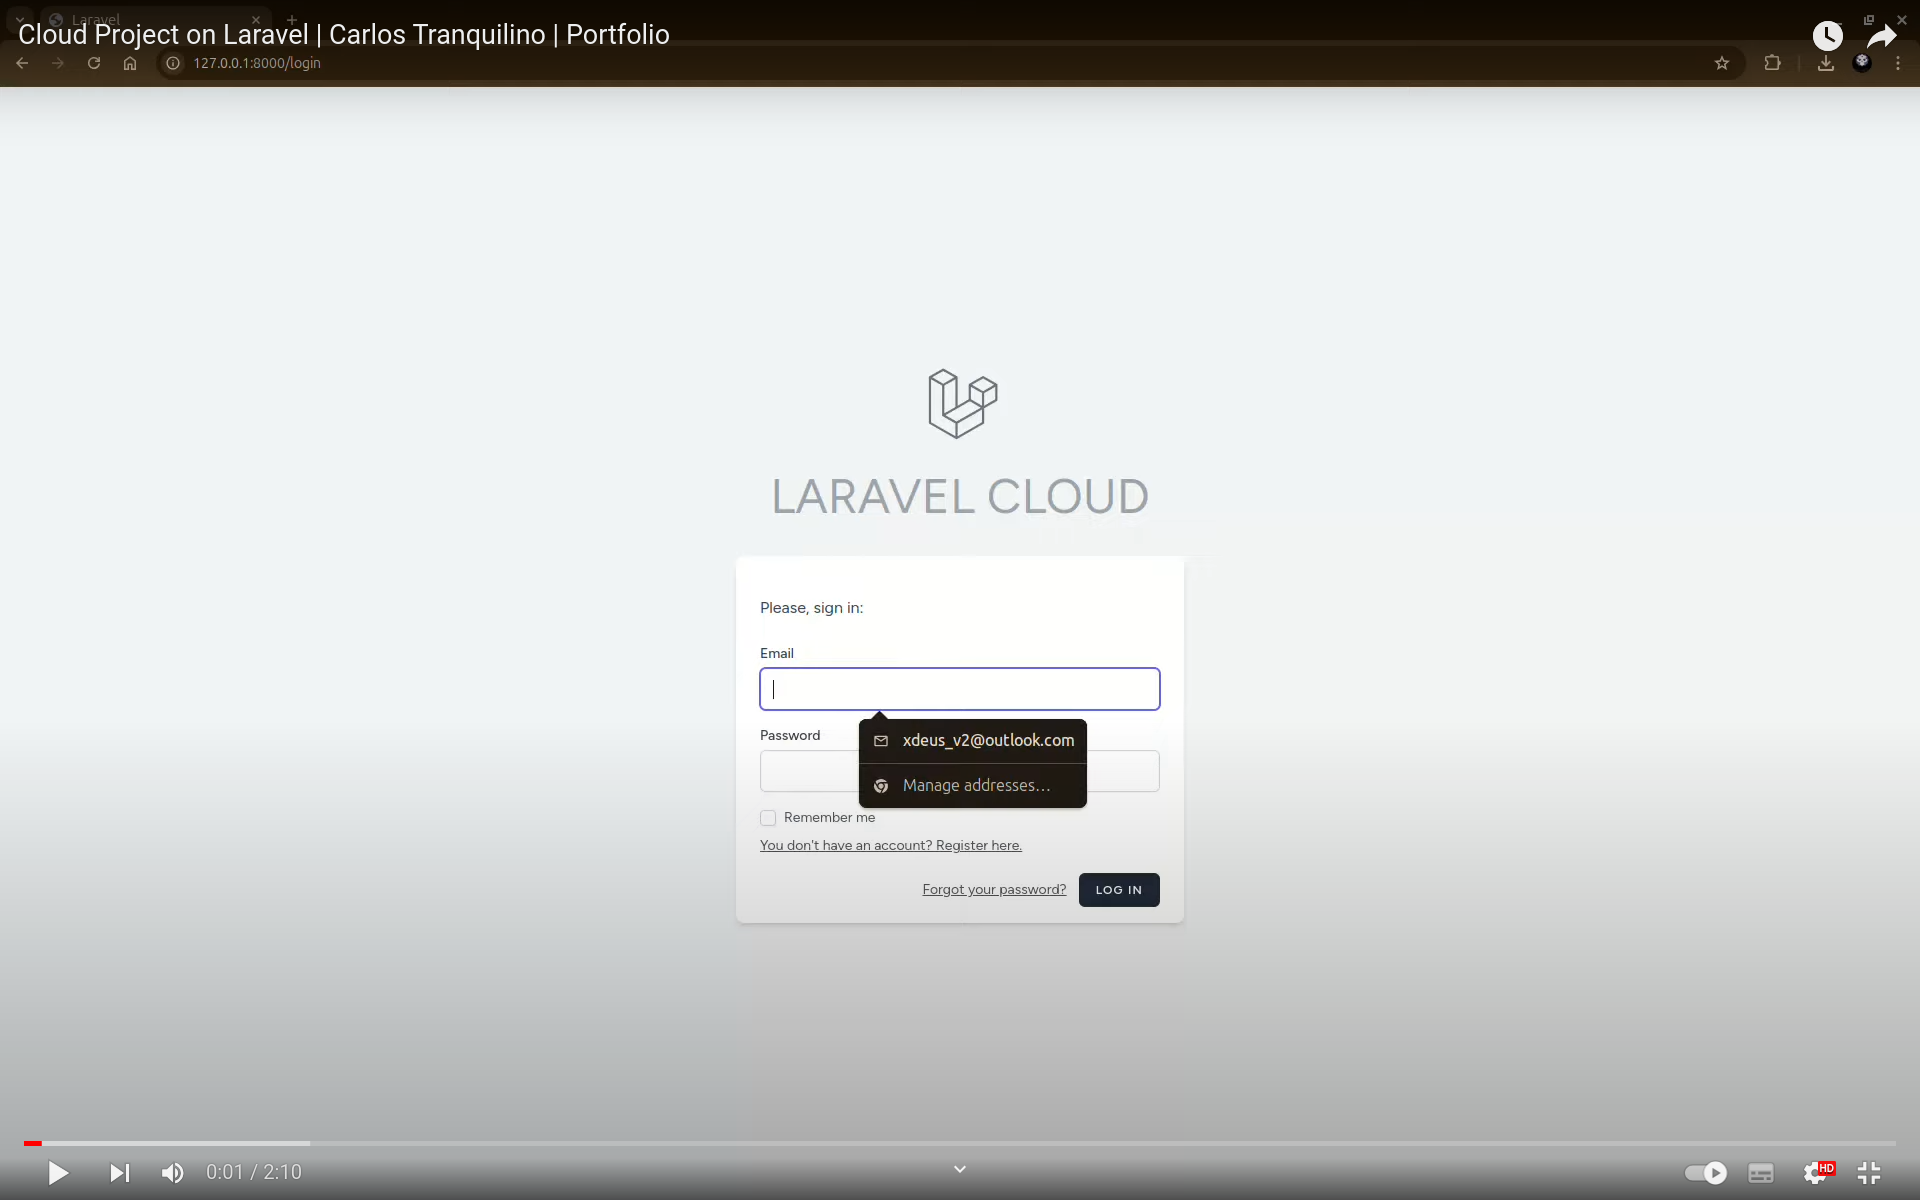 Laravel
Cloud Project on Laravel | Carlos Tranquilino | Portfolio
127.0.0.1:8000/login
LARAVEL CLOUD
Please, sign in:
Email
xdeus_v2@outlook.com
Password
Manage addresses...
Remember me
You don't have an account? Register here.
Forgot your password?
LOG IN
0:01 / 2:10
HD